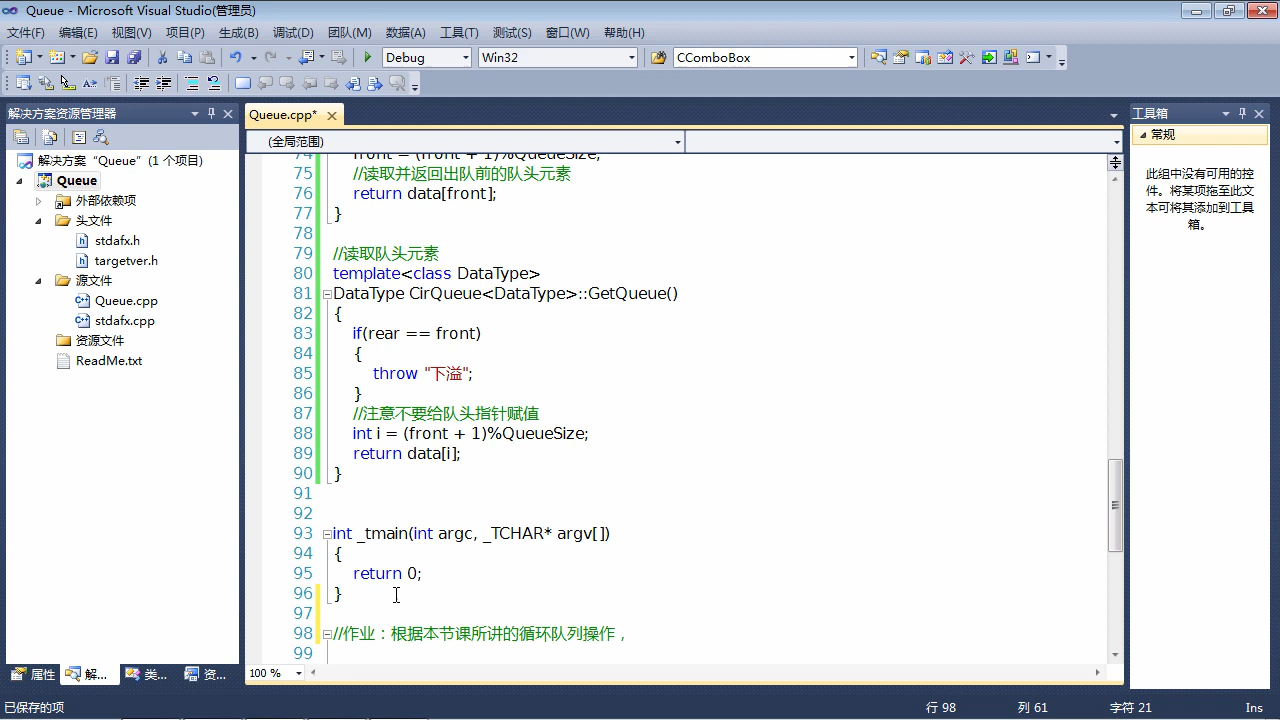 Queue - Microsoft Visual Studio(管理员)
文件(F) 编辑(E) 视图(V) 项目(P) 生成(B) 调试(D) 团队(M) 数据(A) 工具(T) 测试(S) 窗口(W) 帮助(H)
Debug Win32 CComboBox
解决方案资源管理器
解决方案“Queue”(1 个项目)
Queue
外部依赖项
头文件
stdafx.h
targetver.h
源文件
Queue.cpp
stdafx.cpp
资源文件
ReadMe.txt
属性 解... 类... 资...
Queue.cpp*
(全局范围)
74 front = (front + 1)%QueueSize;
75 //读取并返回出队前的队头元素
76 return data[front];
77 }
78
79 //读取队头元素
80 template<class DataType>
81 DataType CirQueue<DataType>::GetQueue()
82 {
83 if(rear == front)
84 {
85 throw "下溢";
86 }
87 //注意不要给队头指针赋值
88 int i = (front + 1)%QueueSize;
89 return data[i];
90 }
91
92
93 int _tmain(int argc, _TCHAR* argv[])
94 {
95 return 0;
96 }
97
98 //作业：根据本节课所讲的循环队列操作，
99
100 %
工具箱
常规
此组中没有可用的控
件。将某项拖至此文
本可将其添加到工具
箱。
已保存的项 行 98 列 61 字符 21 Ins